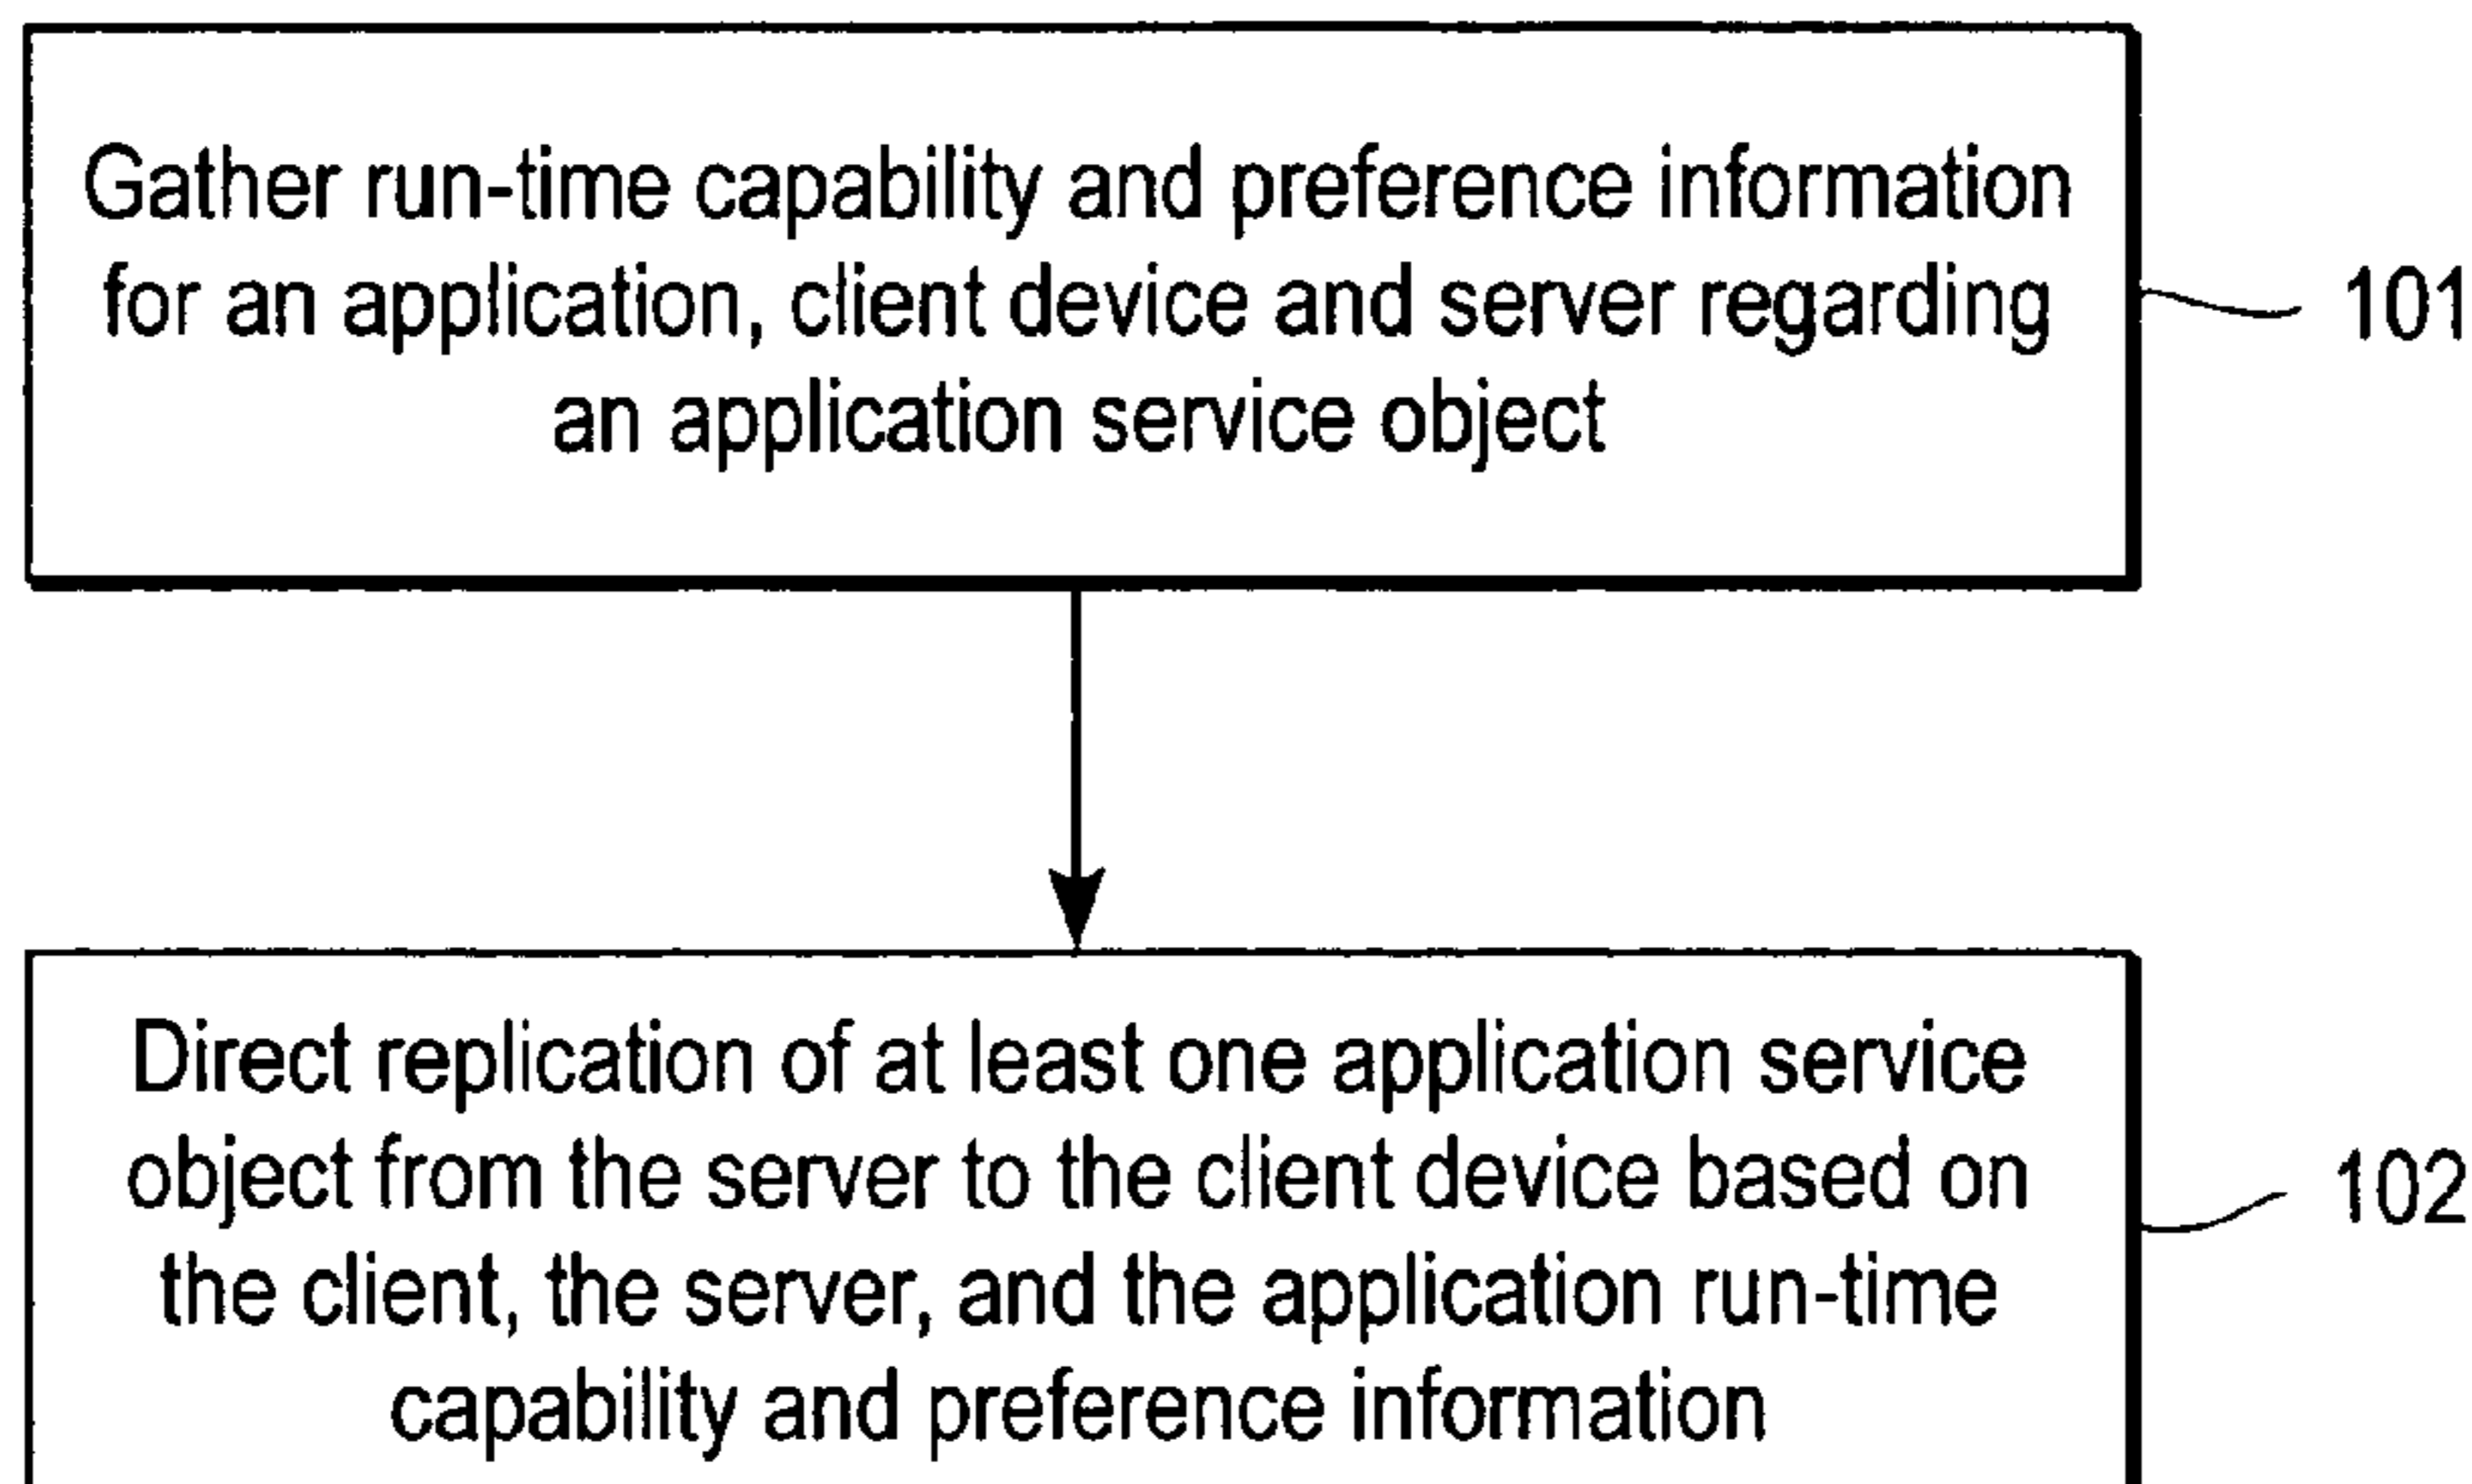 Gather run-time capability and preference information
for an application, client device and server regarding
an application service object
101
Direct replication of at least one application service
object from the server to the client device based on
the client, the server, and the application run-time
capability and preference information
102